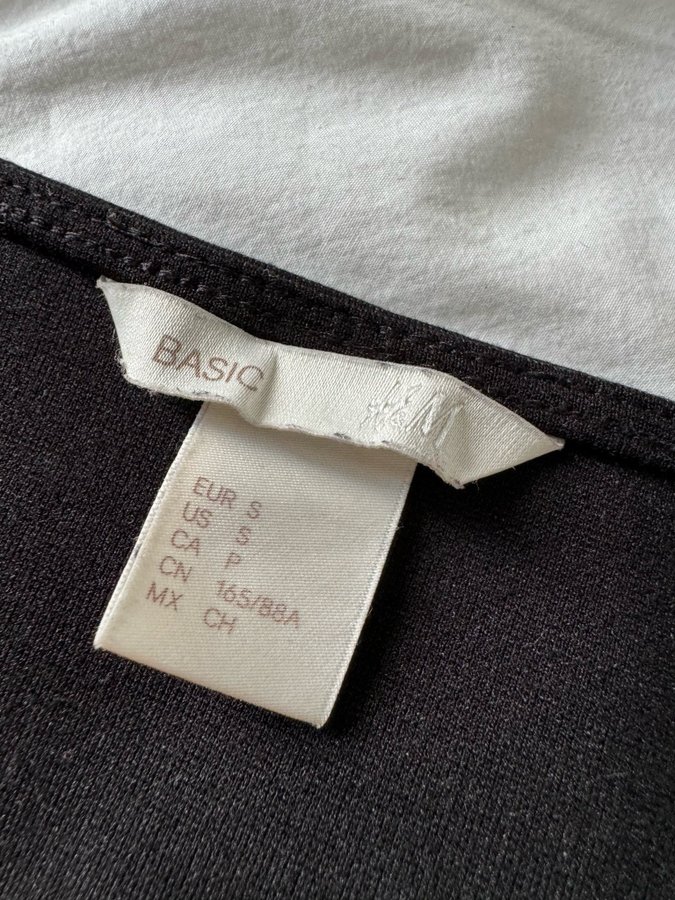 BASIC H&M
EUR S
US S
CA P
CN 165/88A
MX CH